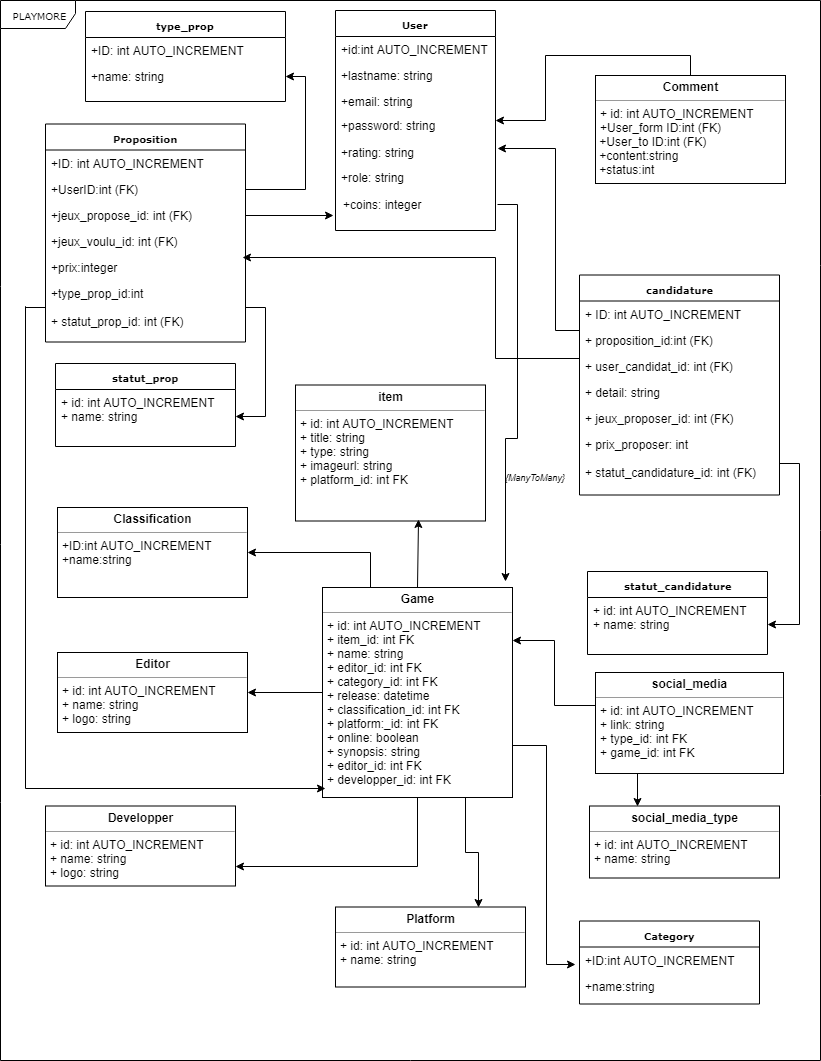 PLAYMORE
type_prop
+ID: int AUTO_INCREMENT
+name: string
User
+id:int AUTO_INCREMENT
+lastname: string
+email: string
+password: string
+rating: string
+role: string
+coins: integer
Comment
+ id: int AUTO_INCREMENT
+User_form ID:int (FK)
+User_to ID:int (FK)
+content:string
+status:int
Proposition
+ID: int AUTO_INCREMENT
+UserID:int (FK)
+jeux_propose_id: int (FK)
+jeux_voulu_id: int (FK)
+prix:integer
+type_prop_id:int
+ statut_prop_id: int (FK)
candidature
+ ID: int AUTO_INCREMENT
+ proposition_id:int (FK)
+ user_candidat_id: int (FK)
+ detail: string
+ jeux_proposer_id: int (FK)
+ prix_proposer: int
+ statut_candidature_id: int (FK)
statut_prop
+ id: int AUTO_INCREMENT
+ name: string
item
+ id: int AUTO_INCREMENT
+ title: string
+ type: string
+ imageurl: string
+ platform_id: int FK
{ManyToMany}
Classification
+ID:int AUTO_INCREMENT
+name:string
statut_candidature
+ id: int AUTO_INCREMENT
+ name: string
Game
+ id: int AUTO_INCREMENT
+ item_id: int FK
+ name: string
+ editor_id: int FK
+ category_id: int FK
+ release: datetime
+ classification_id: int FK
+ platform:_id: int FK
+ online: boolean
+ synopsis: string
+ editor_id: int FK
+ developper_id: int FK
Editor
+ id: int AUTO_INCREMENT
+ name: string
+ logo: string
social_media
+ id: int AUTO_INCREMENT
+ link: string
+ type_id: int FK
+ game_id: int FK
Developper
+ id: int AUTO_INCREMENT
+ name: string
+ logo: string
social_media_type
+ id: int AUTO_INCREMENT
+ name: string
Platform
+ id: int AUTO_INCREMENT
+ name: string
Category
+ID:int AUTO_INCREMENT
+name:string